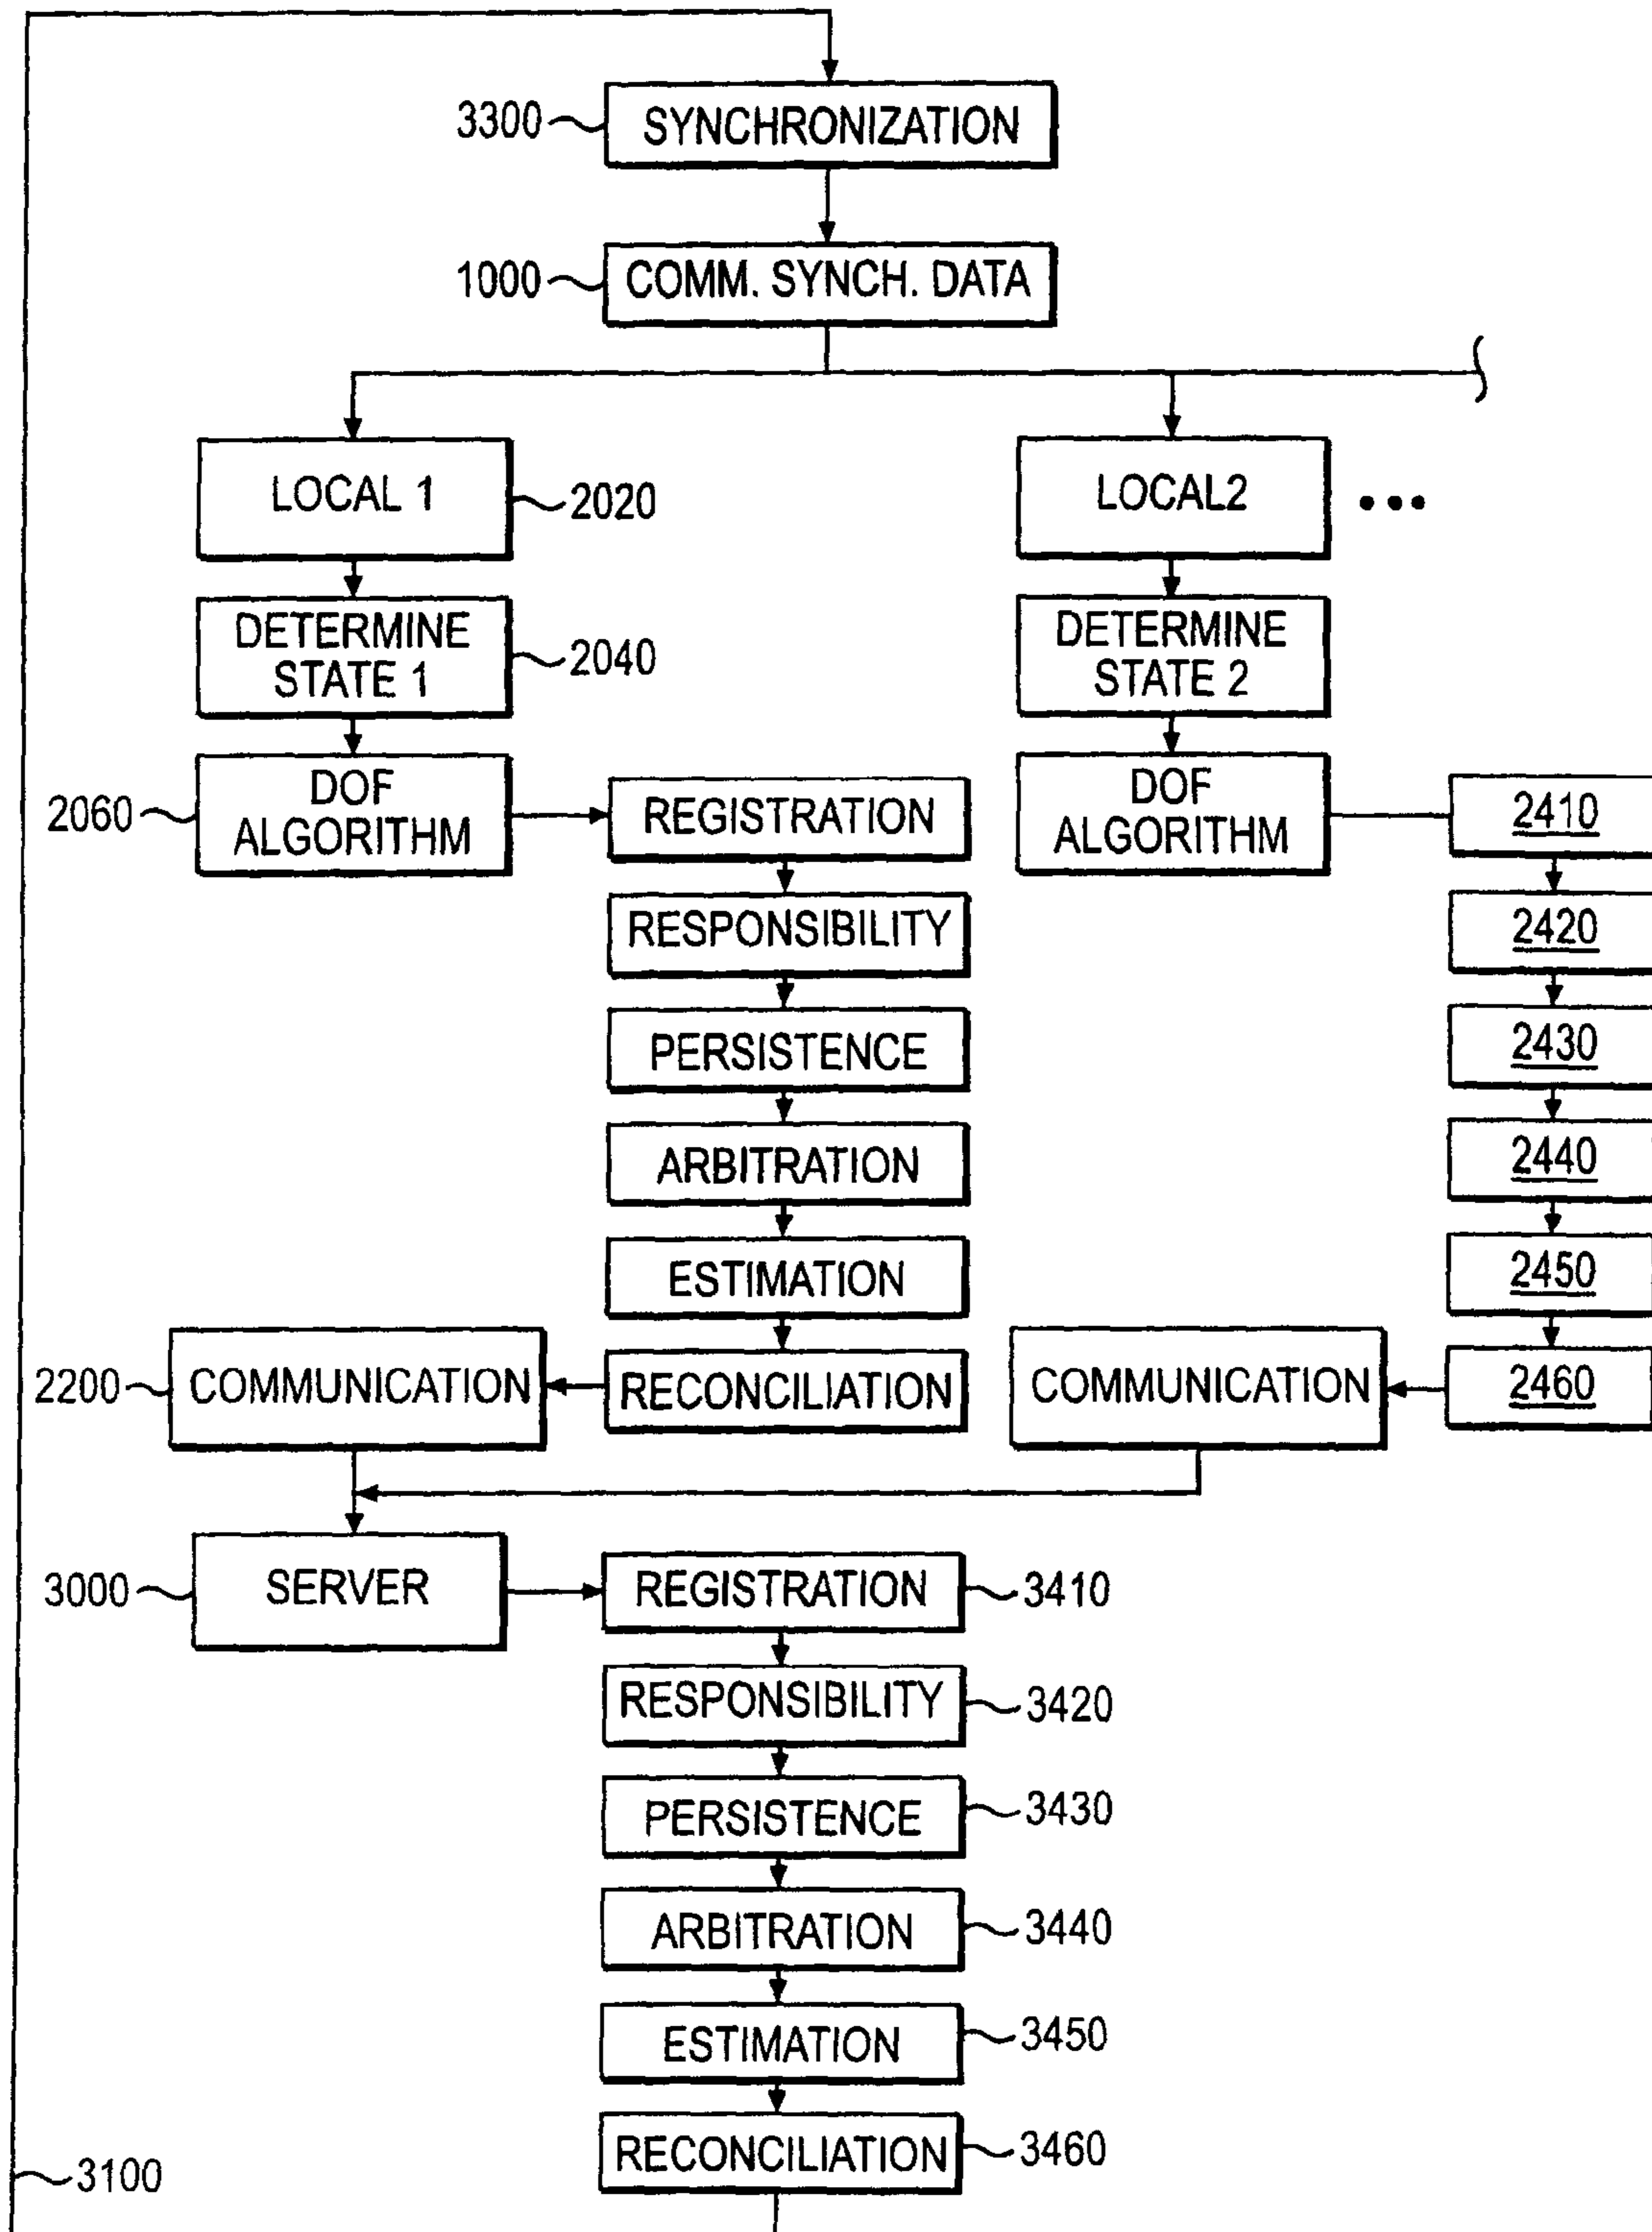 3300
SYNCHRONIZATION
1000
COMM. SYNCH. DATA
LOCAL 1
2020
LOCAL2
•••
DETERMINE
STATE 1
2040
DETERMINE
STATE 2
2060
DOF
ALGORITHM
REGISTRATION
RESPONSIBILITY
PERSISTENCE
ARBITRATION
ESTIMATION
RECONCILIATION
2200
COMMUNICATION
DOF
ALGORITHM
2410
2420
2430
2440
2450
2460
COMMUNICATION
3000
SERVER
REGISTRATION
3410
RESPONSIBILITY
3420
PERSISTENCE
3430
ARBITRATION
3440
ESTIMATION
3450
RECONCILIATION
3460
3100